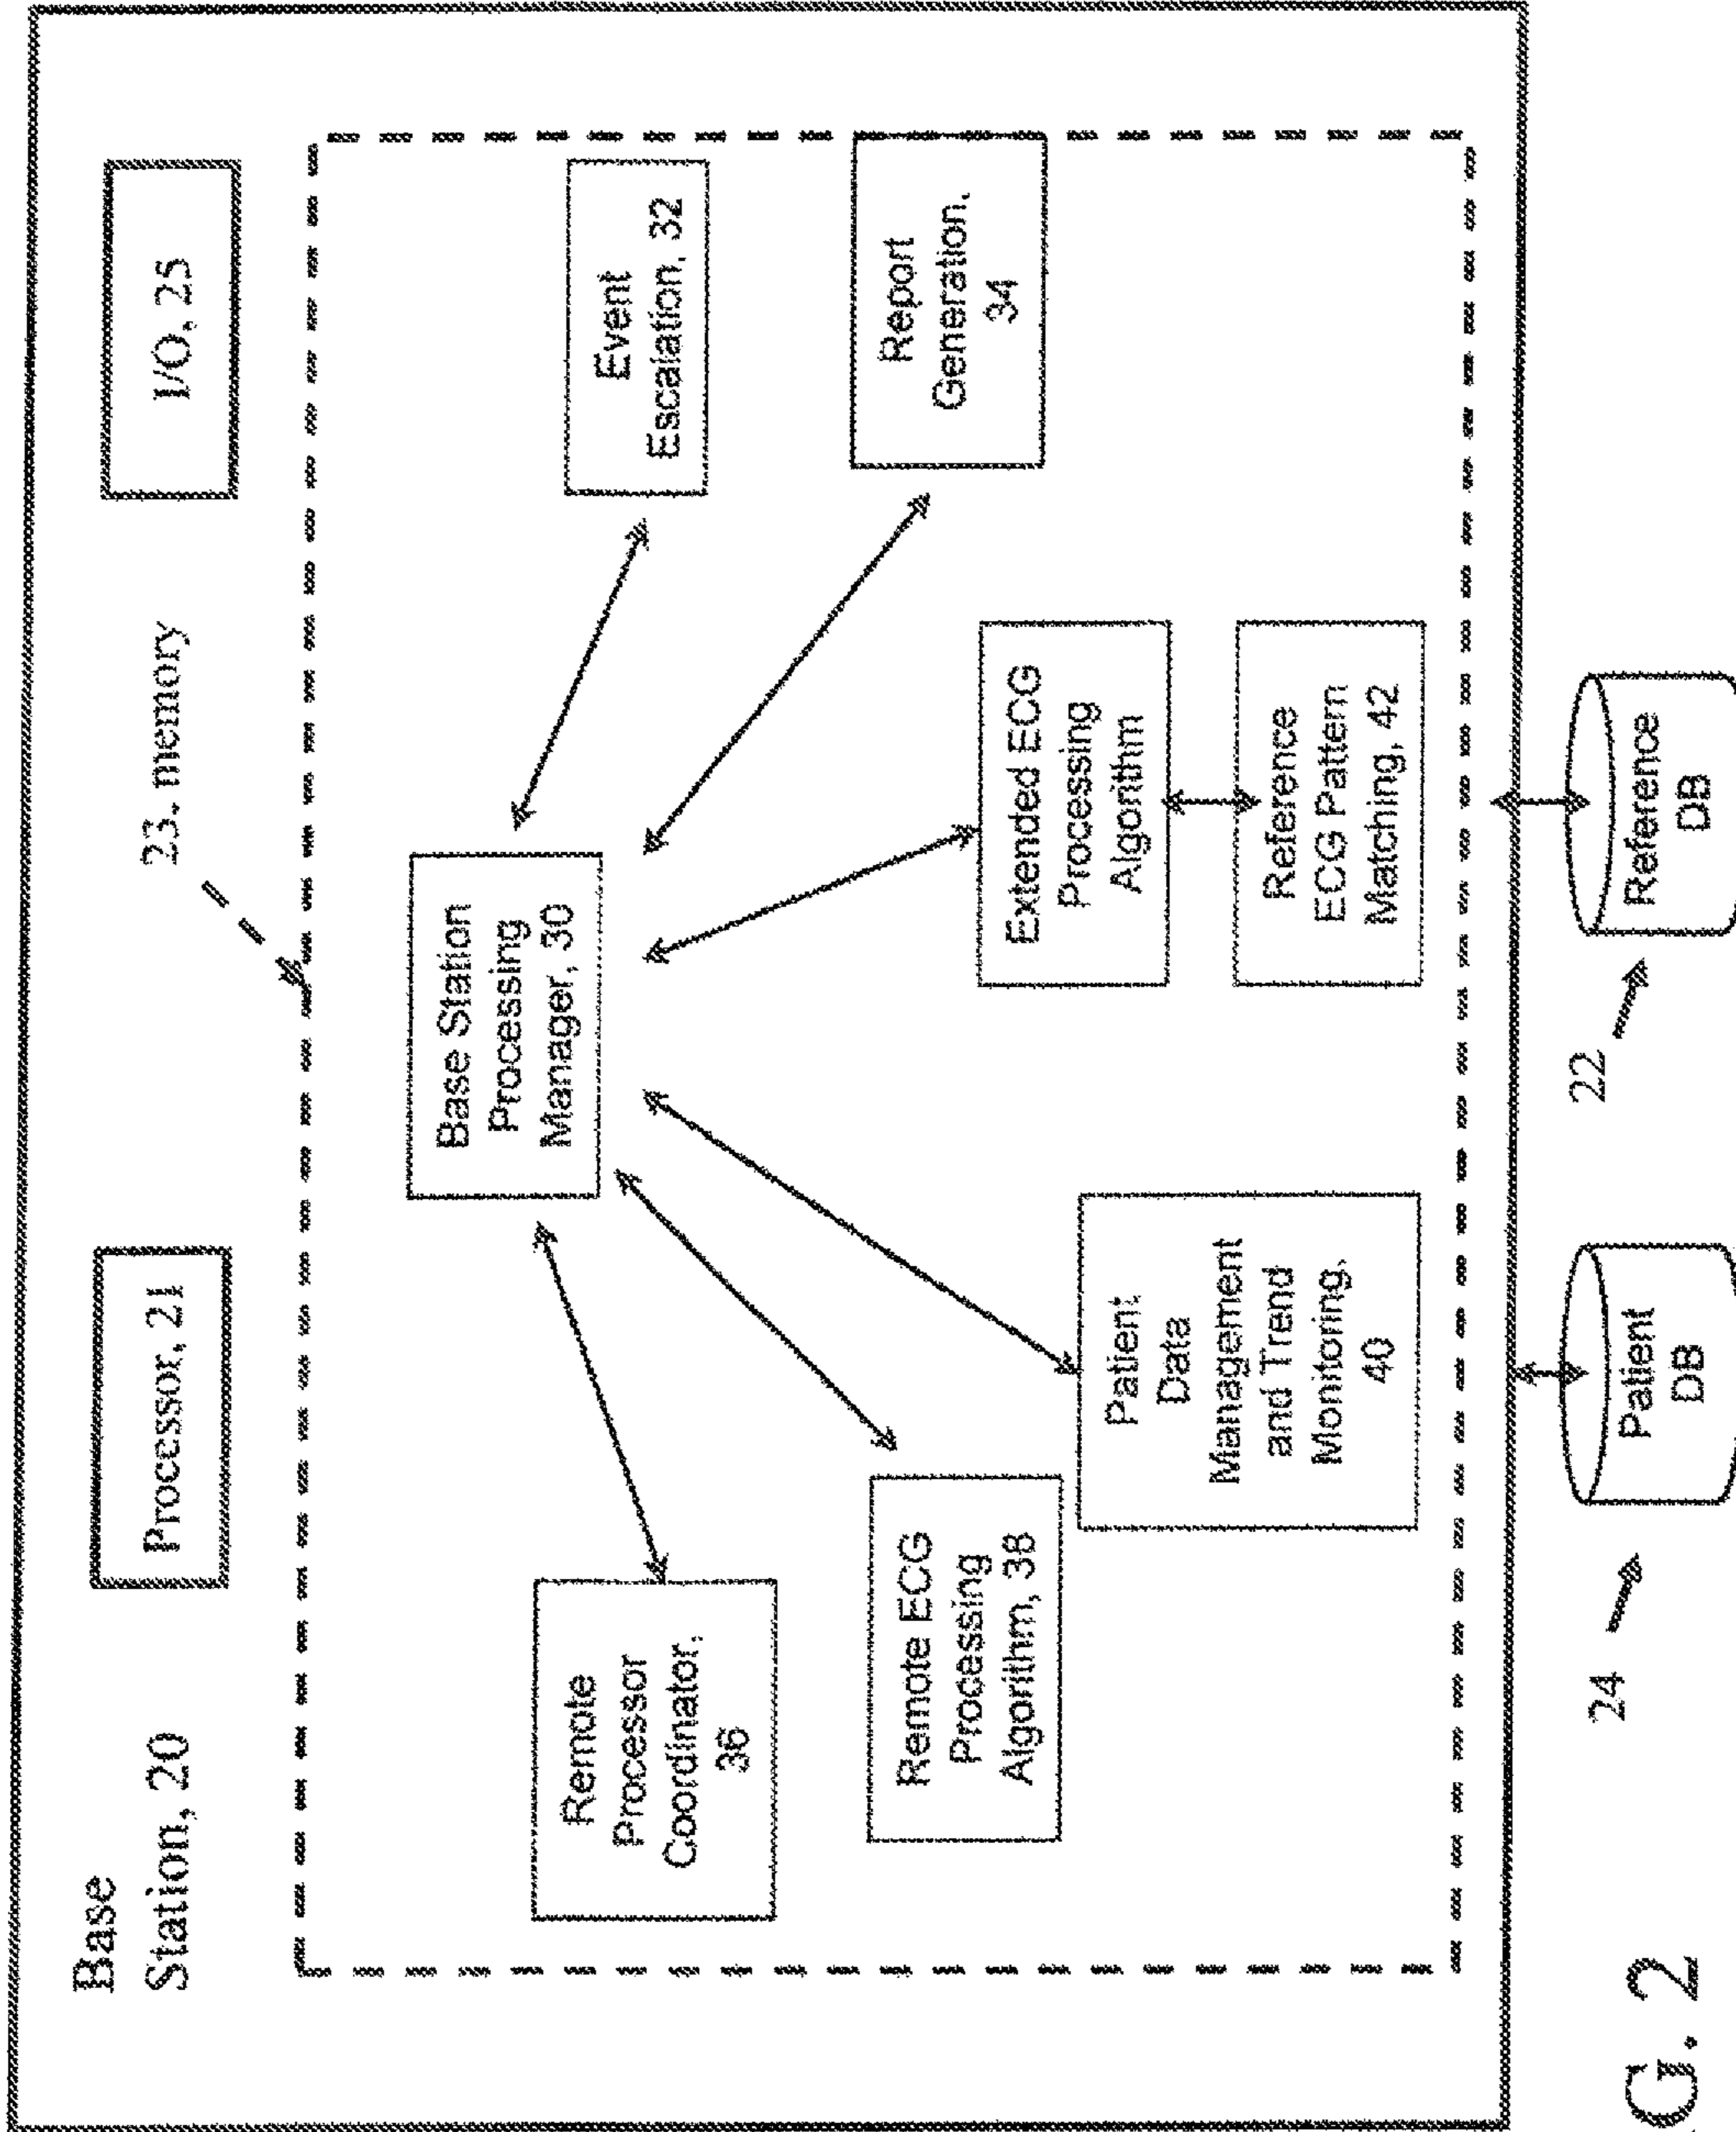 Base
Station, 20
Processor, 21
23. memory
I/O, 25
Base Station
Processing
Manager, 30
Remote
Processor
Coordinator,
36
Event
Escalation, 32
Remote ECG
Processing
Algorithm, 38
Report
Generation,
34
Patient
Data
Management
and Trend
Monitoring,
40
Extended ECG
Processing
Algorithm
Reference
ECG Pattern
Matching, 42
24
Patient
DB
22
Reference
DB
G. 2